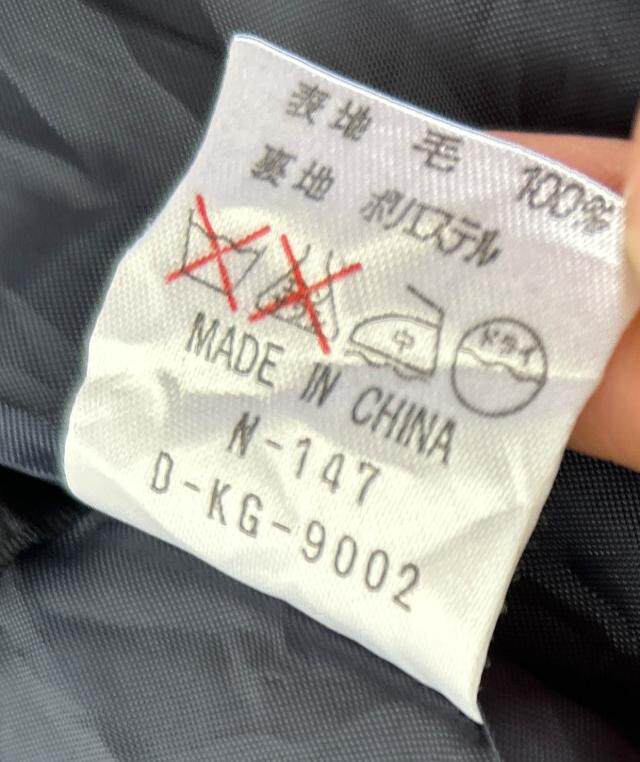 表地 毛 100%
裏地 ポリエステル
中 ドライ
MADE IN CHINA
N-147
D-KG-9002